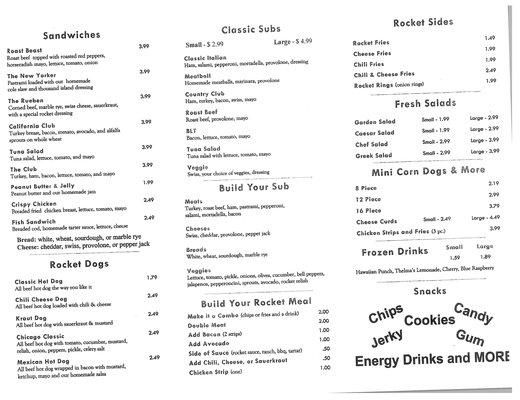 Sandwiches
Roast Beast 3.99
Roast beef topped with roasted red peppers,
horseradish mayo, lettuce, tomato, onion
The New Yorker 3.99
Pastrami loaded with our homemade
cole slaw and thousand island dressing
The Rueben 3.99
Corned beef, marble rye, swiss cheese, sauerkraut,
with a special rocket dressing
California Club 3.99
Turkey breast, bacon, tomato, avocado, and alfalfa
sprouts on whole wheat
Tuna Salad 3.99
Tuna salad, lettuce, tomato, and mayo
The Club 3.99
Turkey, ham, bacon, lettuce, tomato, and mayo
Peanut Butter & Jelly 1.99
Peanut butter and our homemade jam
Crispy Chicken 2.49
Breaded fried chicken breast, lettuce, tomato, mayo
Fish Sandwich 2.49
Breaded cod, homemade tarter sauce, lettuce, cheese
Bread: white, wheat, sourdough, or marble rye
Cheese: cheddar, swiss, provolone, or pepper jack
Rocket Dogs
Classic Hot Dog 1.79
All beef hot dog the way you like it
Chili Cheese Dog 2.49
All beef hot dog loaded with chili & cheese
Kraut Dog 2.49
All beef hot dog with sauerkraut & mustard
Chicago Classic 2.49
All beef hot dog with tomato, cucumber, mustard,
relish, onion, peppers, pickle, celery salt
Mexican Hot Dog 2.49
All beef hot dog wrapped in bacon with mustard,
ketchup, mayo and our homemade salsa
Classic Subs
Small - $ 2.99 Large - $ 4.99
Classic Italian
Ham, salami, pepperoni, mortadella, provolone, dressing
Meatball
Homemade meatballs, marinara, provolone
Country Club
Ham, turkey, bacon, swiss, mayo
Roast Beef
Roast beef, provolone, mayo
BLT
Bacon, lettuce, tomato, mayo
Tuna Salad
Tuna salad with lettuce, tomato, mayo
Veggie
Swiss, your choice of veggies, dressing
Build Your Sub
Meats
Turkey, roast beef, ham, pastrami, pepperoni,
salami, mortadella, bacon
Cheeses
Swiss, cheddar, provolone, pepper jack
Breads
White, wheat, sourdough, marble rye
Veggies
Lettuce, tomato, pickle, onions, olives, cucumber, bell peppers,
jalapenos, pepperoncini, sprouts, avocado, rocket relish
Build Your Rocket Meal
Make it a Combo (chips or fries and a drink) 2.00
Double Meat 2.00
Add Bacon (2 strips) 1.00
Add Avocado 1.00
Side of Sauce (rocket sauce, ranch, bbq, tartar) .50
Add Chili, Cheese, or Sauerkraut .50
Chicken Strip (one) 1.00
Rocket Sides
Rocket Fries 1.49
Cheese Fries 1.99
Chili Fries 1.99
Chili & Cheese Fries 2.49
Rocket Rings (onion rings) 1.99
Fresh Salads
Garden Salad Small - 1.99 Large - 2.99
Caesar Salad Small - 1.99 Large - 2.99
Chef Salad Small - 2.99 Large - 3.99
Greek Salad Small - 2.99 Large - 3.99
Mini Corn Dogs & More
8 Piece 2.19
12 Piece 2.99
16 Piece 3.79
Cheese Curds Small - 2.49 Large - 4.49
Chicken Strips and Fries (3 pc.) 3.99
Frozen Drinks Small Large
1.59 1.89
Hawaiian Punch, Thelma's Lemonade, Cherry, Blue Raspberry
Snacks
Chips Candy
Cookies
Jerky Gum
Energy Drinks and MORE